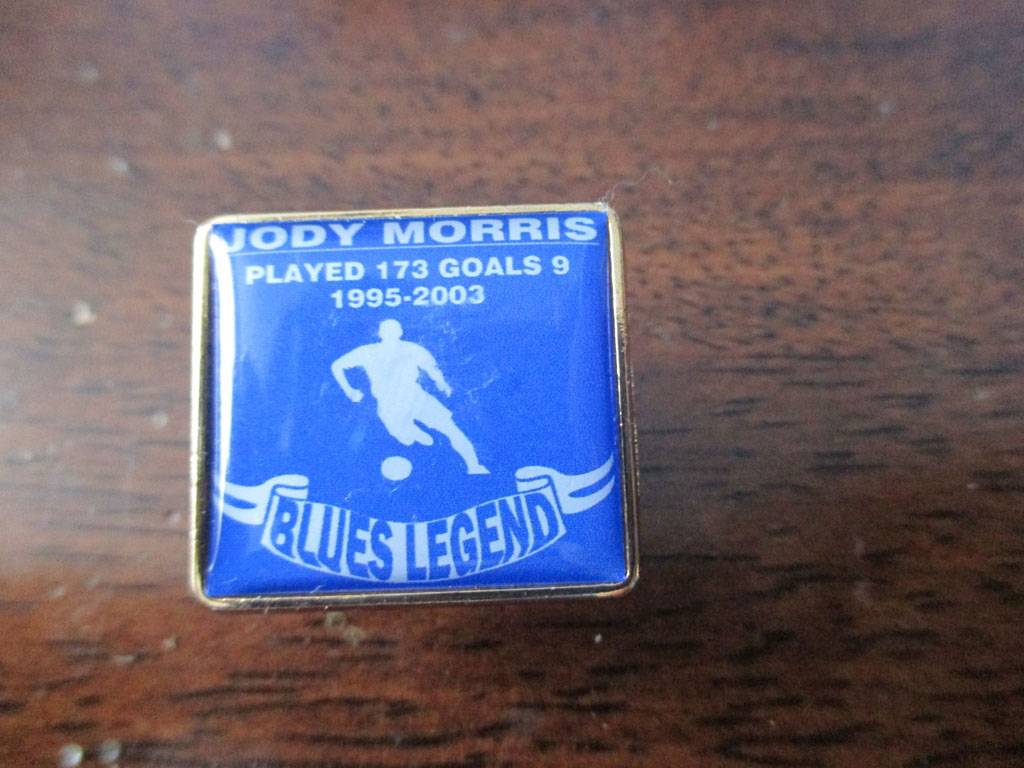 JODY MORRIS
PLAYED 173 GOALS 9
1995-2003
BLUES LEGEND